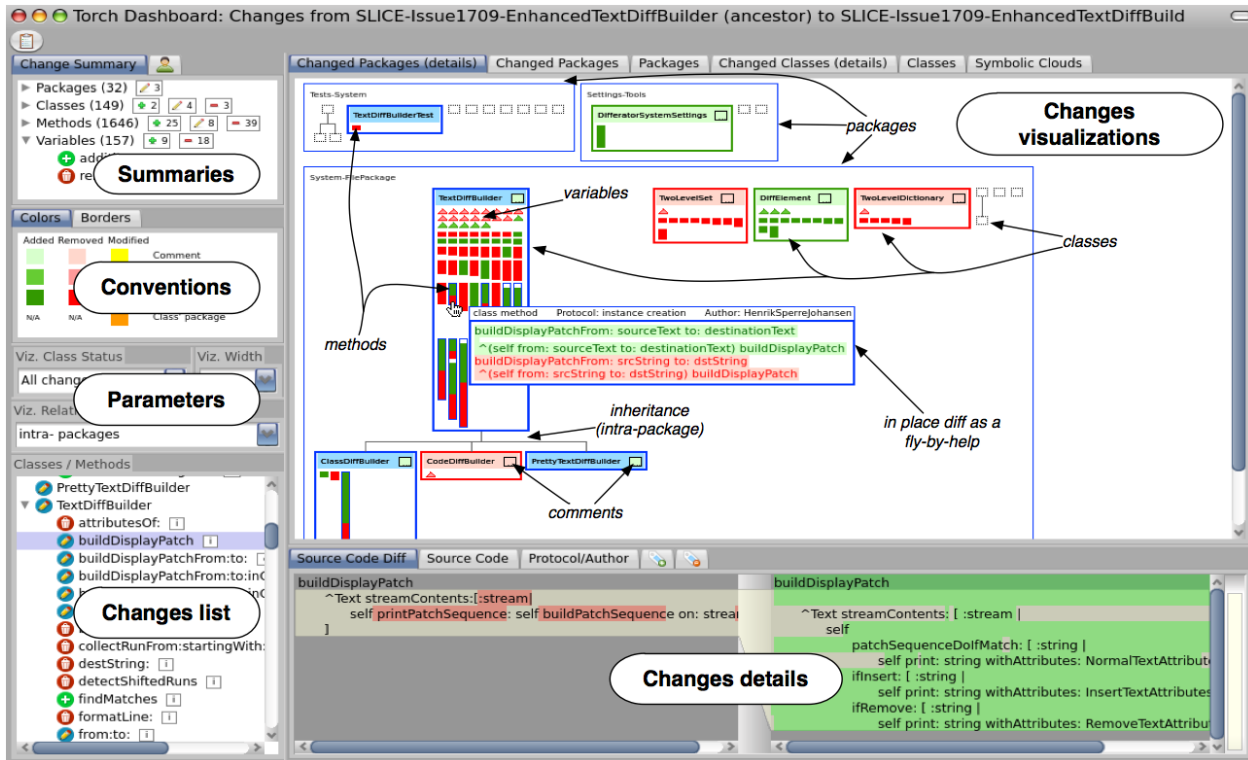 Torch Dashboard: Changes from SLICE-Issue1709-EnhancedTextDiffBuilder (ancestor) to SLICE-Issue1709-EnhancedTextDiffBuild
Change Summary
Packages (32) 3
Classes (149) 2 4 3
Methods (1646) 25 8 39
Variables (157) 9 18
Summaries
Colors Borders
Added Removed Modified
Comment
Conventions
N/A N/A Class' package
Viz. Class Status Viz. Width
Parameters
intra- packages
Classes / Methods
PrettyTextDiffBuilder
TextDiffBuilder
attributesOf: i
buildDisplayPatch i
buildDisplayPatchFrom:to:
buildDisplayPatchFrom:to:in
Changes list
collectRunFrom:startingWith:
destString: i
detectShiftedRuns i
findMatches i
formatLine: i
from:to: i
Changed Packages (details) Changed Packages Packages Changed Classes (details) Classes Symbolic Clouds
Tests-System
TextDiffBuilderTest
Settings-Tools
DifferatorSystemSettings
packages
Changes
visualizations
System-FilePackage
TextDiffBuilder
variables
TwoLevelSet
DiffElement
TwoLevelDictionary
classes
methods
class method Protocol: instance creation Author: HenrikSperreJohansen
buildDisplayPatchFrom: sourceText to: destinationText
^(self from: sourceText to: destinationText) buildDisplayPatch
buildDisplayPatchFrom: srcString to: dstString
^(self from: srcString to: dstString) buildDisplayPatch
inheritance
(intra-package)
in place diff as a
fly-by-help
ClassDiffBuilder
CodeDiffBuilder
PrettyTextDiffBuilder
comments
Source Code Diff Source Code Protocol/Author
buildDisplayPatch
^Text streamContents:[:stream|
self printPatchSequence: self buildPatchSequence on: strea
]
buildDisplayPatch
^Text streamContents: [ :stream |
self
patchSequenceDoIfMatch: [ :string |
self print: string withAttributes: NormalTextAttribut
ifInsert: [ :string |
self print: string withAttributes: InsertTextAttributes
ifRemove: [ :string |
self print: string withAttributes: RemoveTextAttribu
Changes details